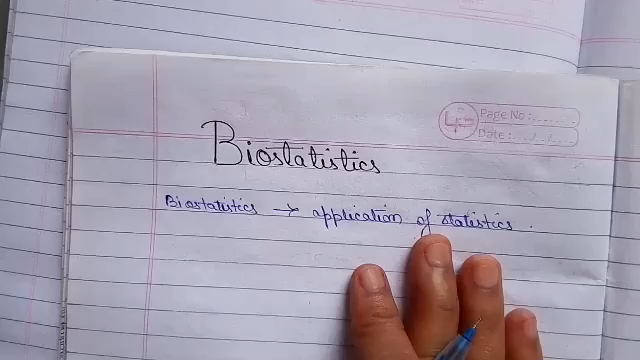 Page No:
Date:
Biostatistics
Biostatistics → application of statistics